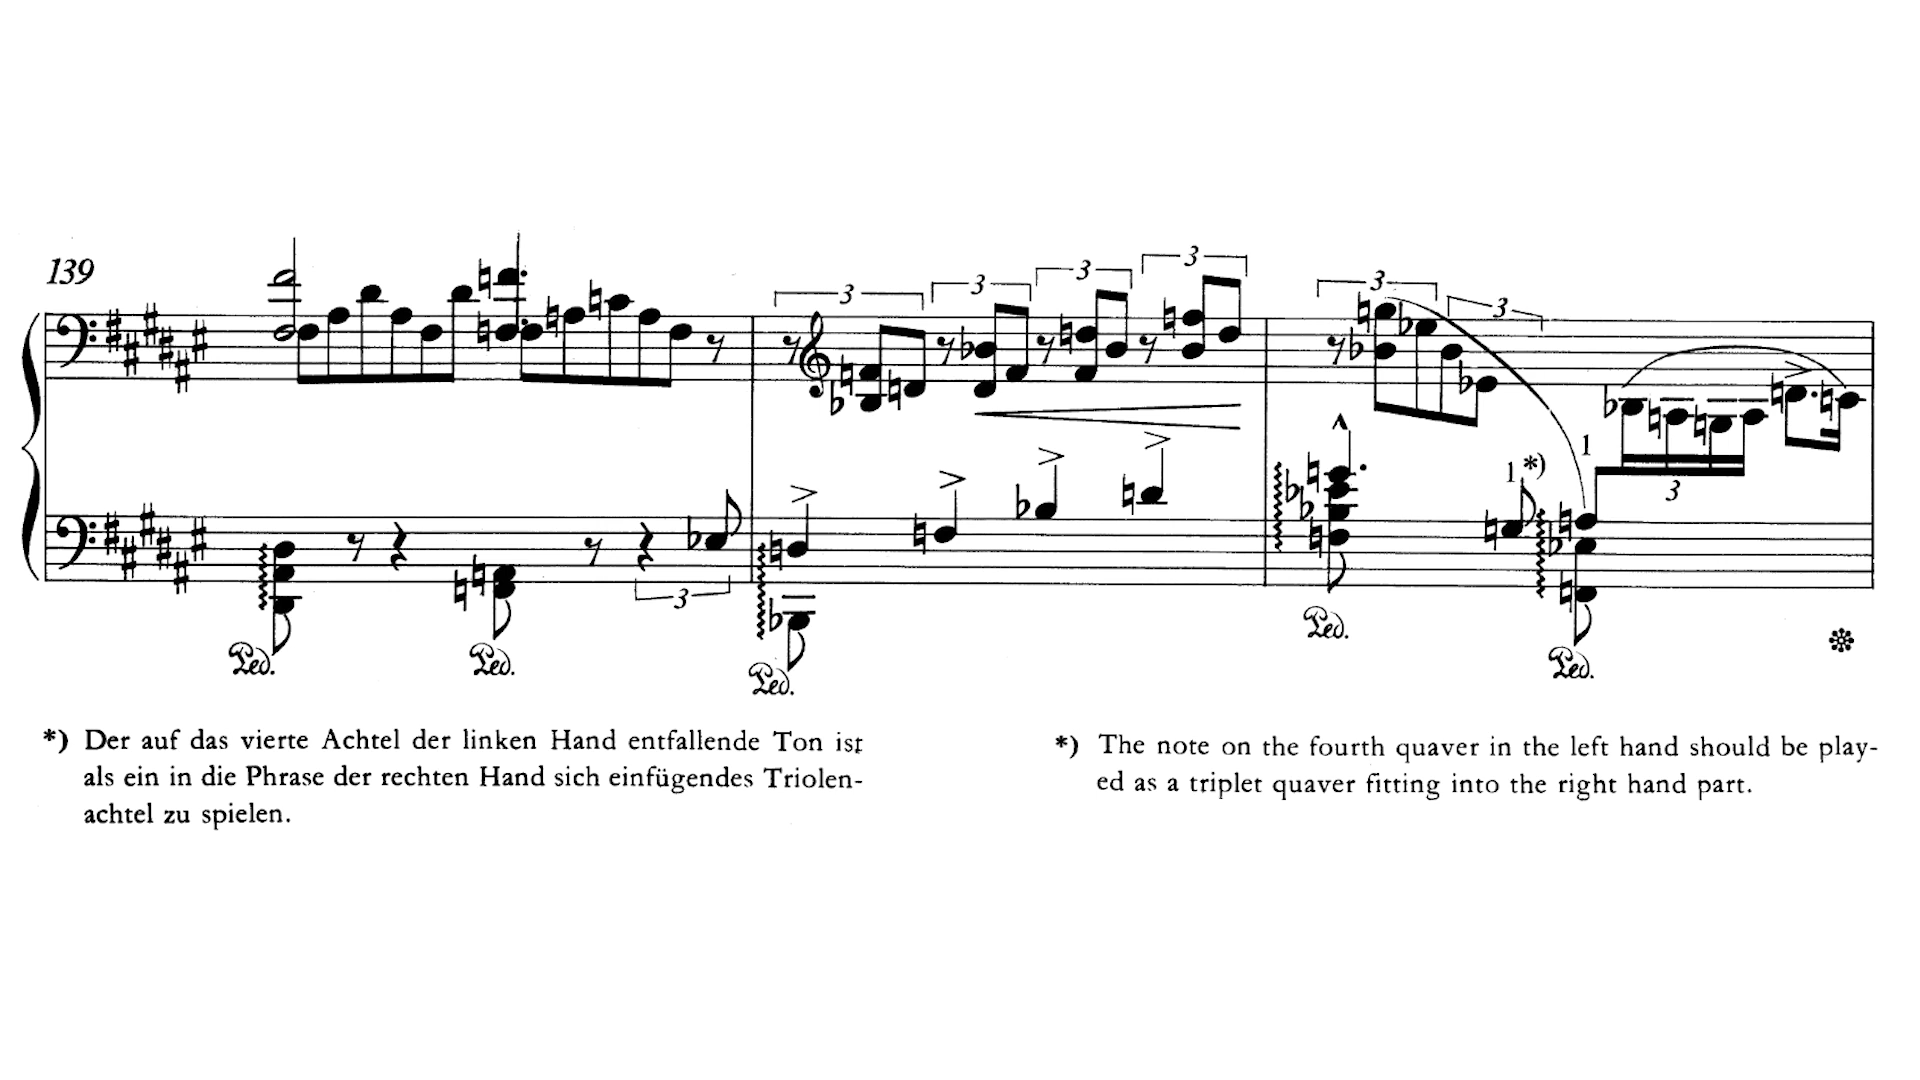 139
3 3 3 3 3 3
1 *) 1
3
3
Ped. Ped. Ped. Ped. Ped.
*) Der auf das vierte Achtel der linken Hand entfallende Ton ist
als ein in die Phrase der rechten Hand sich einfügendes Triolen-
achtel zu spielen.
*) The note on the fourth quaver in the left hand should be play-
ed as a triplet quaver fitting into the right hand part.